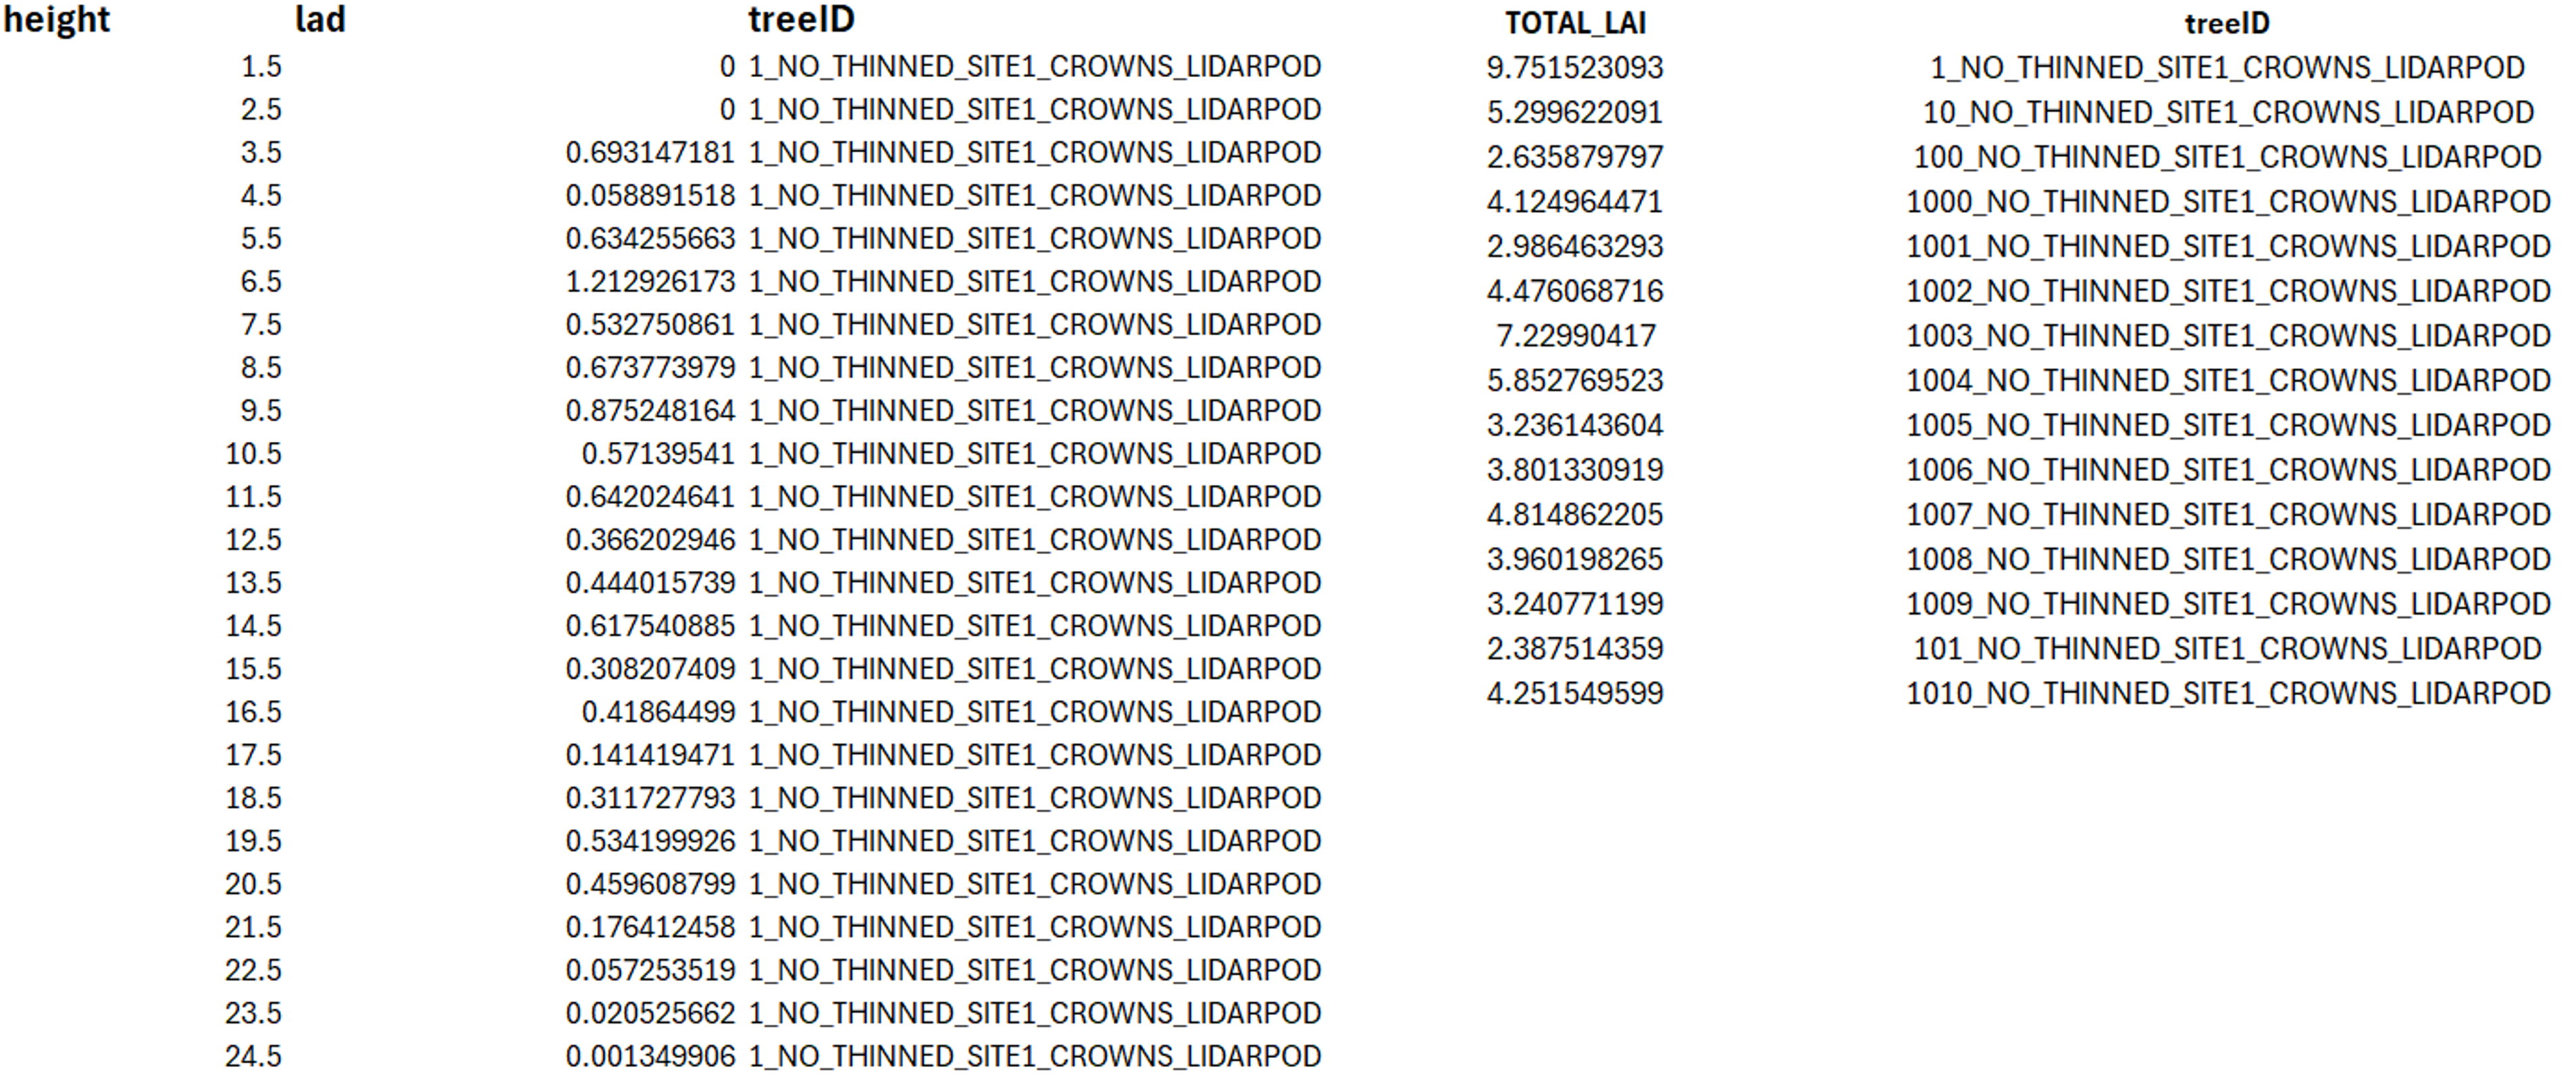 height lad treeID
1.5 0 1_NO_THINNED_SITE1_CROWNS_LIDARPOD
2.5 0 1_NO_THINNED_SITE1_CROWNS_LIDARPOD
3.5 0.693147181 1_NO_THINNED_SITE1_CROWNS_LIDARPOD
4.5 0.058891518 1_NO_THINNED_SITE1_CROWNS_LIDARPOD
5.5 0.634255663 1_NO_THINNED_SITE1_CROWNS_LIDARPOD
6.5 1.212926173 1_NO_THINNED_SITE1_CROWNS_LIDARPOD
7.5 0.532750861 1_NO_THINNED_SITE1_CROWNS_LIDARPOD
8.5 0.673773979 1_NO_THINNED_SITE1_CROWNS_LIDARPOD
9.5 0.875248164 1_NO_THINNED_SITE1_CROWNS_LIDARPOD
10.5 0.57139541 1_NO_THINNED_SITE1_CROWNS_LIDARPOD
11.5 0.642024641 1_NO_THINNED_SITE1_CROWNS_LIDARPOD
12.5 0.366202946 1_NO_THINNED_SITE1_CROWNS_LIDARPOD
13.5 0.444015739 1_NO_THINNED_SITE1_CROWNS_LIDARPOD
14.5 0.617540885 1_NO_THINNED_SITE1_CROWNS_LIDARPOD
15.5 0.308207409 1_NO_THINNED_SITE1_CROWNS_LIDARPOD
16.5 0.41864499 1_NO_THINNED_SITE1_CROWNS_LIDARPOD
17.5 0.141419471 1_NO_THINNED_SITE1_CROWNS_LIDARPOD
18.5 0.311727793 1_NO_THINNED_SITE1_CROWNS_LIDARPOD
19.5 0.534199926 1_NO_THINNED_SITE1_CROWNS_LIDARPOD
20.5 0.459608799 1_NO_THINNED_SITE1_CROWNS_LIDARPOD
21.5 0.176412458 1_NO_THINNED_SITE1_CROWNS_LIDARPOD
22.5 0.057253519 1_NO_THINNED_SITE1_CROWNS_LIDARPOD
23.5 0.020525662 1_NO_THINNED_SITE1_CROWNS_LIDARPOD
24.5 0.001349906 1_NO_THINNED_SITE1_CROWNS_LIDARPOD
TOTAL_LAI treeID
9.751523093 1_NO_THINNED_SITE1_CROWNS_LIDARPOD
5.299622091 10_NO_THINNED_SITE1_CROWNS_LIDARPOD
2.635879797 100_NO_THINNED_SITE1_CROWNS_LIDARPOD
4.124964471 1000_NO_THINNED_SITE1_CROWNS_LIDARPOD
2.986463293 1001_NO_THINNED_SITE1_CROWNS_LIDARPOD
4.476068716 1002_NO_THINNED_SITE1_CROWNS_LIDARPOD
7.22990417 1003_NO_THINNED_SITE1_CROWNS_LIDARPOD
5.852769523 1004_NO_THINNED_SITE1_CROWNS_LIDARPOD
3.236143604 1005_NO_THINNED_SITE1_CROWNS_LIDARPOD
3.801330919 1006_NO_THINNED_SITE1_CROWNS_LIDARPOD
4.814862205 1007_NO_THINNED_SITE1_CROWNS_LIDARPOD
3.960198265 1008_NO_THINNED_SITE1_CROWNS_LIDARPOD
3.240771199 1009_NO_THINNED_SITE1_CROWNS_LIDARPOD
2.387514359 101_NO_THINNED_SITE1_CROWNS_LIDARPOD
4.251549599 1010_NO_THINNED_SITE1_CROWNS_LIDARPOD